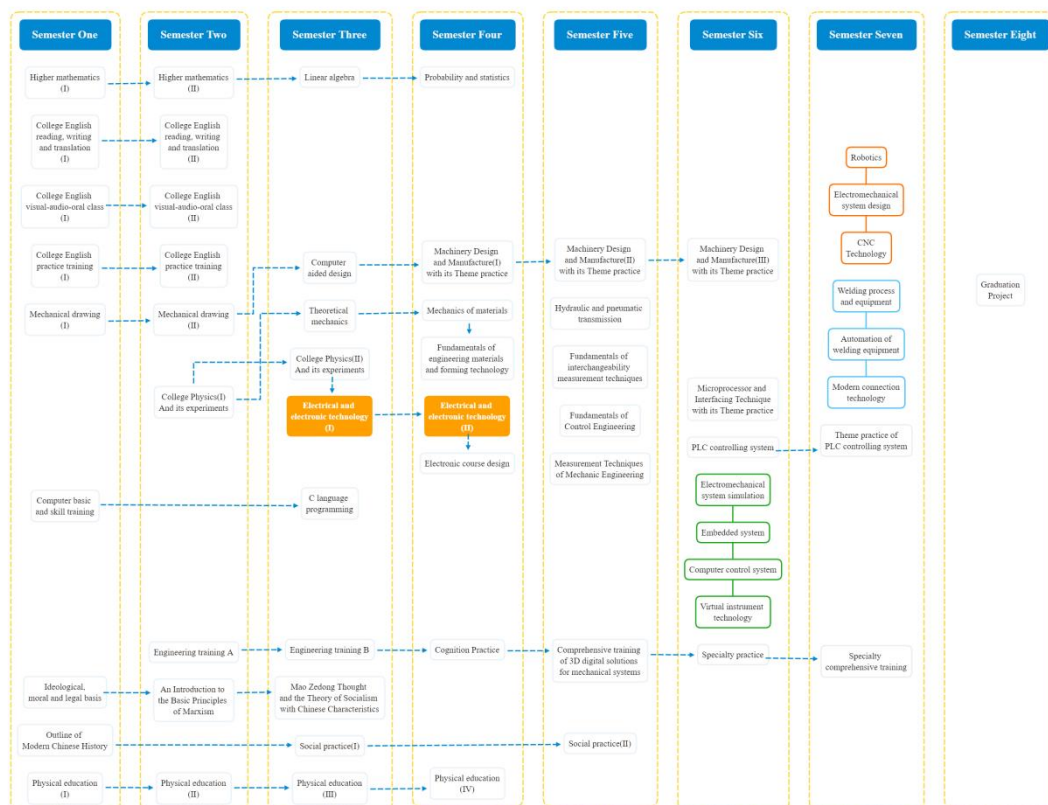 Semester One
Semester Two
Semester Three
Semester Four
Semester Five
Semester Six
Semester Seven
Semester Eight
Higher mathematics
(I)
Higher mathematics
(II)
Linear algebra
Probability and statistics
College English
reading, writing
and translation
(I)
College English
reading, writing
and translation
(II)
Robotics
College English
visual-audio-oral class
(I)
College English
visual-audio-oral class
(II)
Electromechanical
system design
College English
practice training
(I)
College English
practice training
(II)
Computer
aided design
Machinery Design
and Manufacture(I)
with its Theme practice
Machinery Design
and Manufacture(II)
with its Theme practice
Machinery Design
and Manufacture(III)
with its Theme practice
CNC
Technology
Graduation
Project
Mechanical drawing
(I)
Mechanical drawing
(II)
Theoretical
mechanics
Mechanics of materials
Hydraulic and pneumatic
transmission
Welding process
and equipment
College Physics(II)
And its experiments
Fundamentals of
engineering materials
and forming technology
Fundamentals of
interchangeability
measurement techniques
Automation of
welding equipment
College Physics(I)
And its experiments
Electrical and
electronic technology
(I)
Electrical and
electronic technology
(II)
Fundamentals of
Control Engineering
Microprocessor and
Interfacing Technique
with its Theme practice
Modern connection
technology
Electronic course design
Measurement Techniques
of Mechanic Engineering
PLC controlling system
Theme practice of
PLC controlling system
Computer basic
and skill training
C language
programming
Electromechanical
system simulation
Embedded system
Computer control system
Virtual instrument
technology
Engineering training A
Engineering training B
Cognition Practice
Comprehensive training
of 3D digital solutions
for mechanical systems
Specialty practice
Specialty
comprehensive training
Ideological,
moral and legal basis
An Introduction to
the Basic Principles
of Marxism
Mao Zedong Thought
and the Theory of Socialism
with Chinese Characteristics
Outline of
Modern Chinese History
Social practice(I)
Social practice(II)
Physical education
(I)
Physical education
(II)
Physical education
(III)
Physical education
(IV)